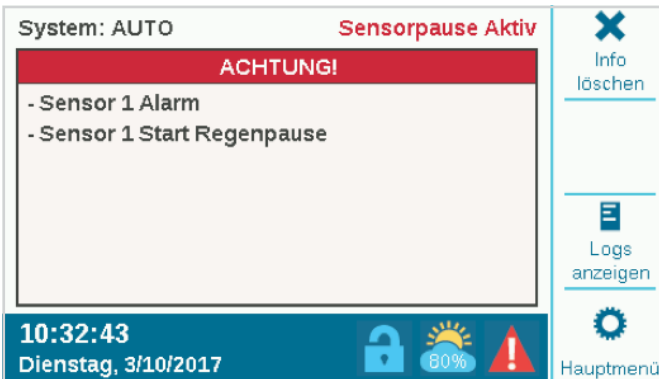 System: AUTO
Sensorpause Aktiv
ACHTUNG!
- Sensor 1 Alarm
- Sensor 1 Start Regenpause
10:32:43
Dienstag, 3/10/2017
80%
Info
löschen
Logs
anzeigen
Hauptmenü